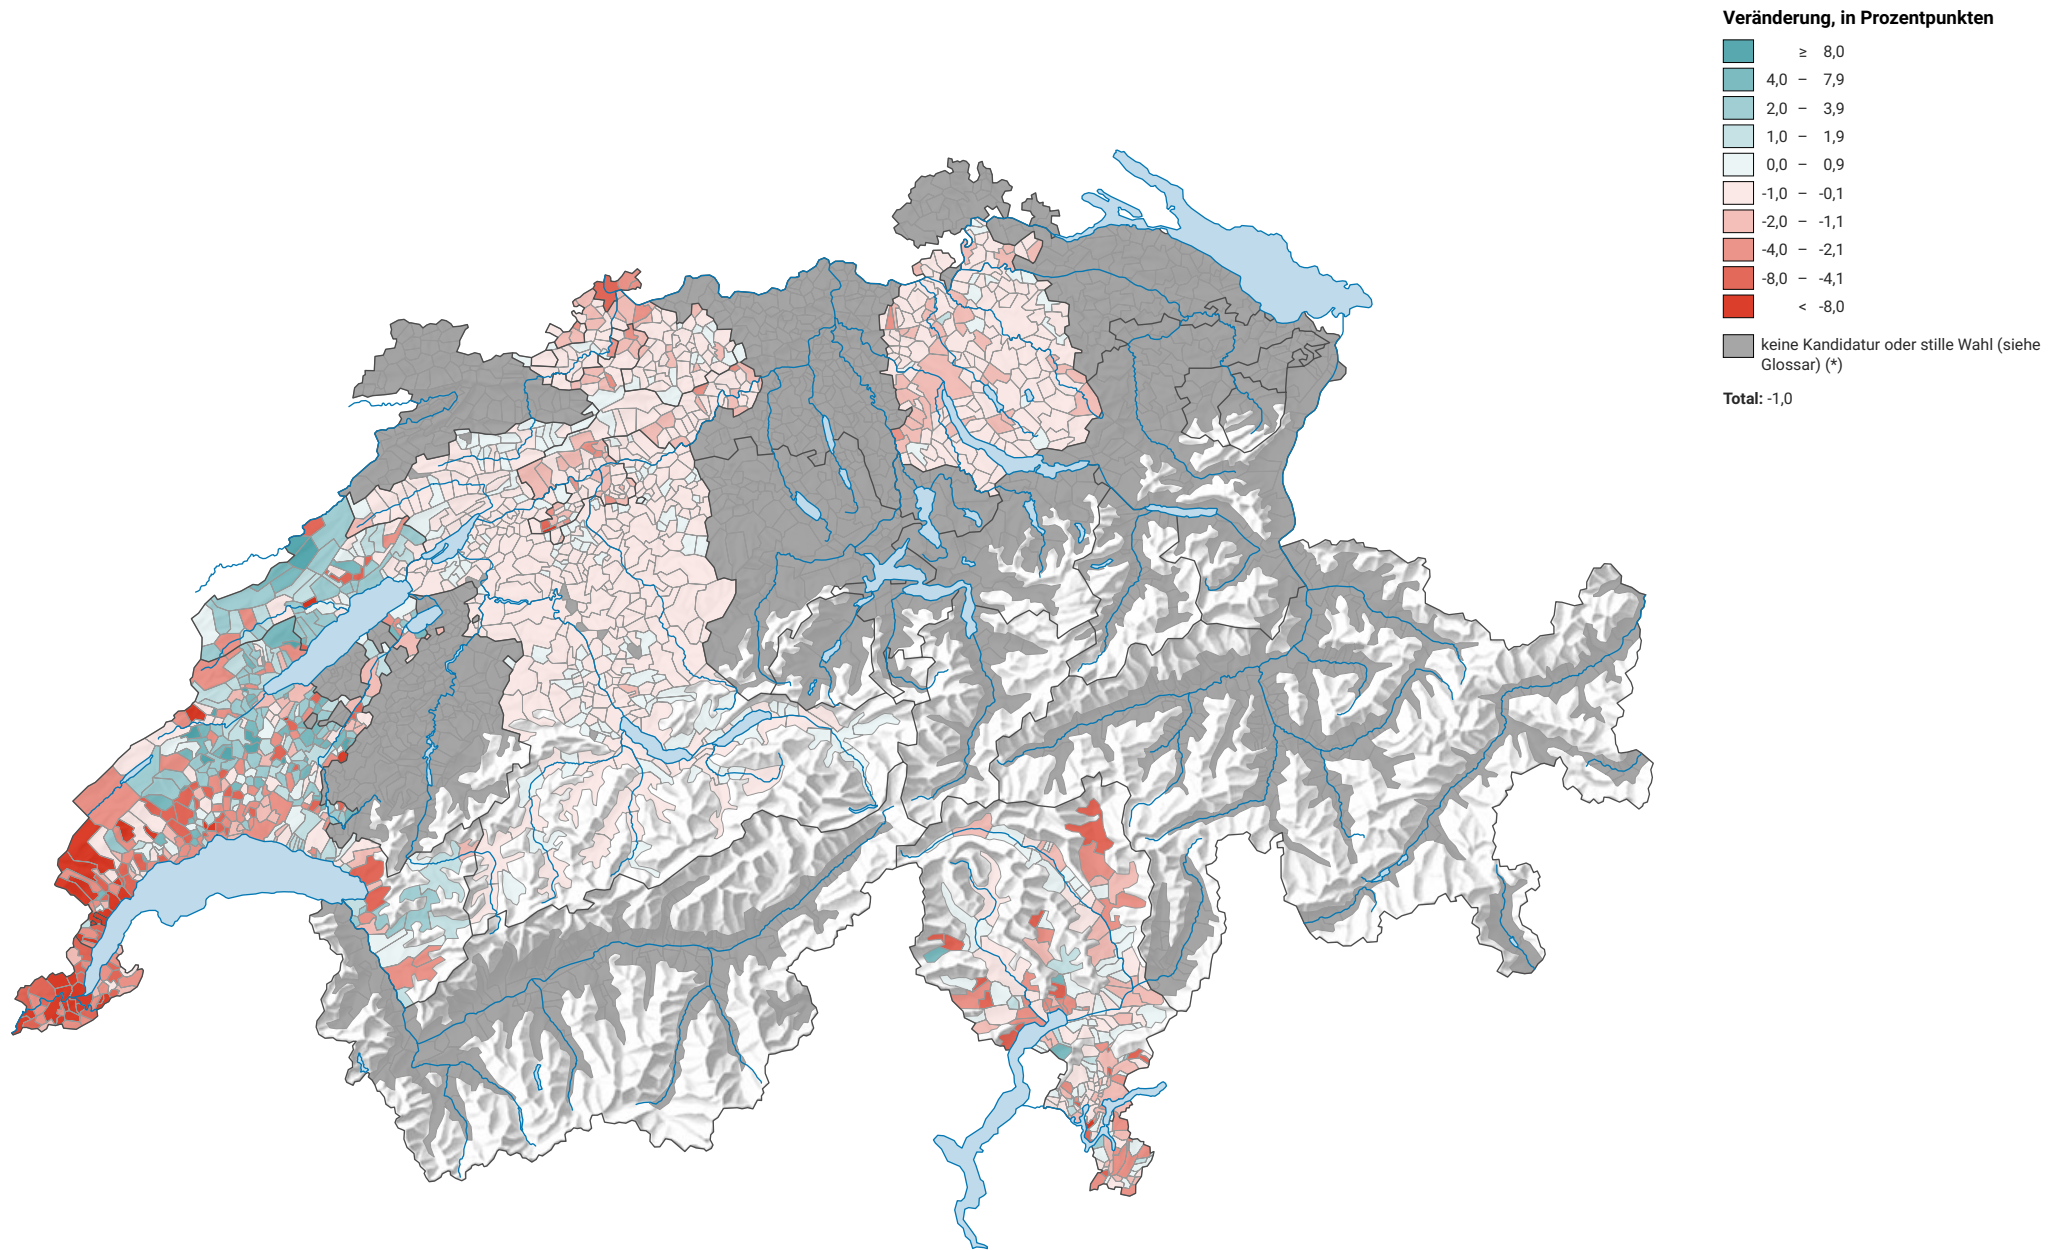 Veränderung, in Prozentpunkten
≥ 8,0
4,0 – 7,9
2,0 – 3,9
1,0 – 1,9
0,0 – 0,9
-1,0 – -0,1
-2,0 – -1,1
-4,0 – -2,1
-8,0 – -4,1
< -8,0
keine Kandidatur oder stille Wahl (siehe
Glossar) (*)
Total: -1,0